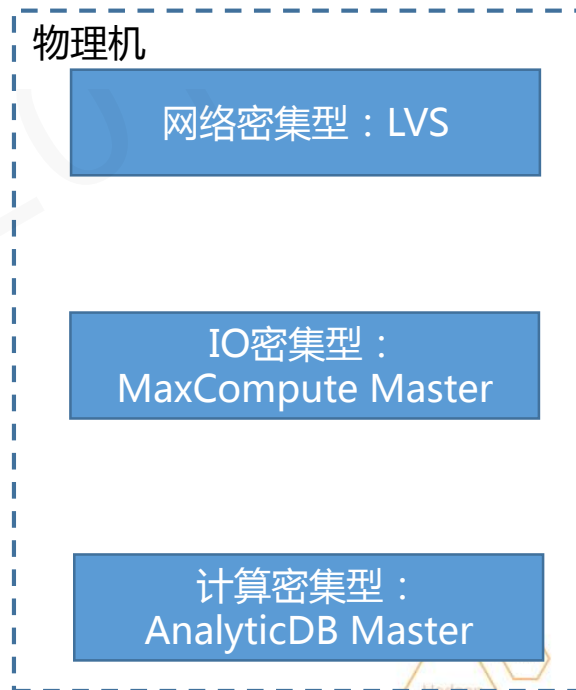 物理机
网络密集型：LVS
IO密集型：
MaxCompute Master
计算密集型：
AnalyticDB Master